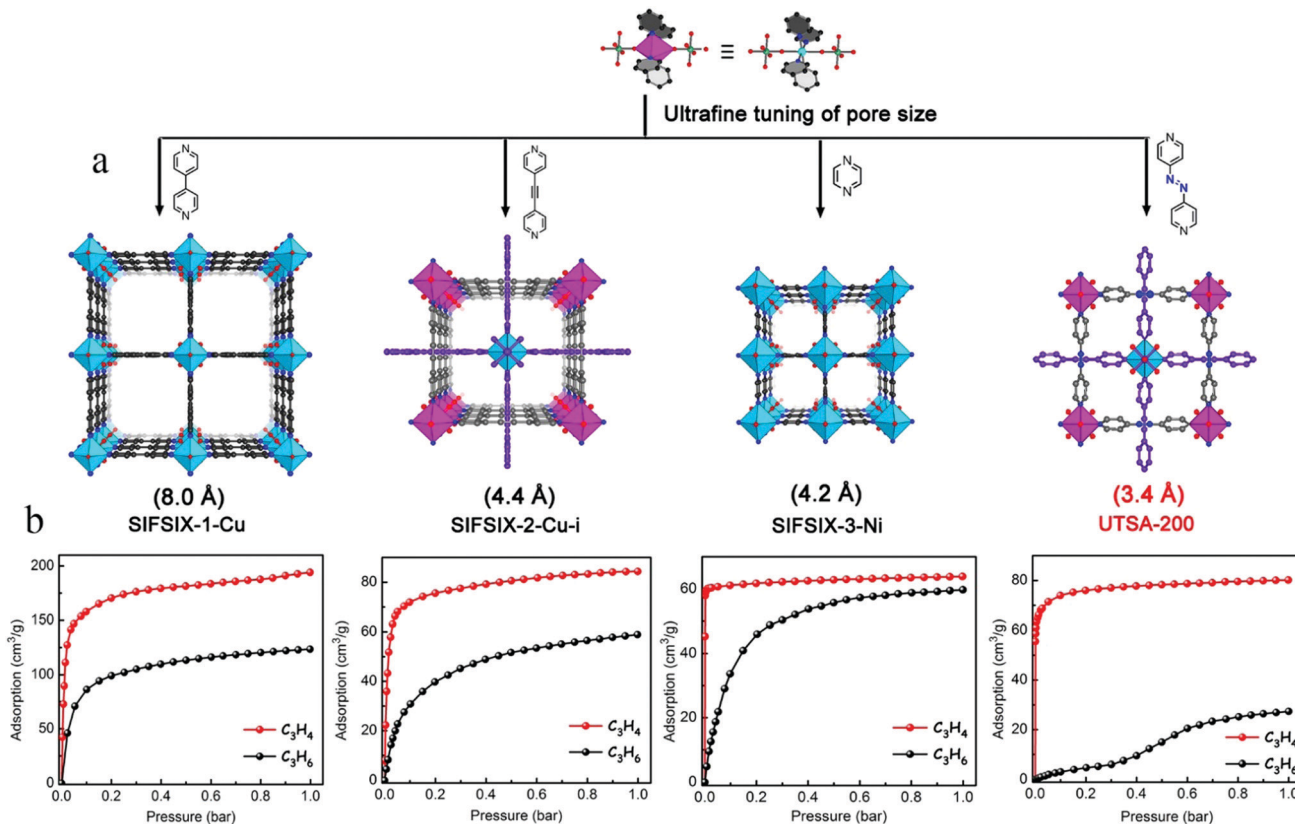 ≡
Ultrafine tuning of pore size
a
N
N
N
N
N
N
N
N
N
N
(8.0 Å)
(4.4 Å)
(4.2 Å)
(3.4 Å)
SIFSIX-1-Cu
SIFSIX-2-Cu-i
SIFSIX-3-Ni
UTSA-200
b
Adsorption (cm³/g)
200
150
100
50
0
0.0 0.2 0.4 0.6 0.8 1.0
Pressure (bar)
C₃H₄
C₃H₆
Adsorption (cm³/g)
80
60
40
20
0
0.0 0.2 0.4 0.6 0.8 1.0
Pressure (bar)
C₃H₄
C₃H₆
Adsorption (cm³/g)
60
40
20
0
0.0 0.2 0.4 0.6 0.8 1.0
Pressure (bar)
C₃H₄
C₃H₆
Adsorption (cm³/g)
80
60
40
20
0
0.0 0.2 0.4 0.6 0.8 1.0
Pressure (bar)
C₃H₄
C₃H₆